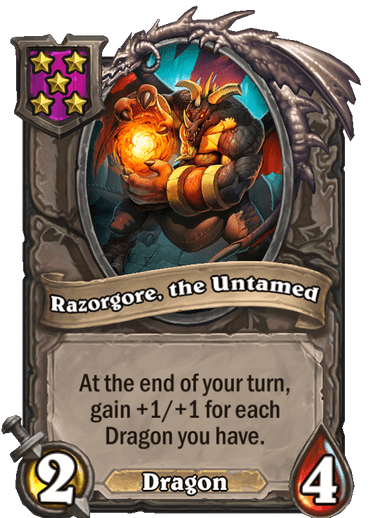 Razorgore, the Untamed
At the end of your turn,
gain +1/+1 for each
Dragon you have.
2
Dragon
4